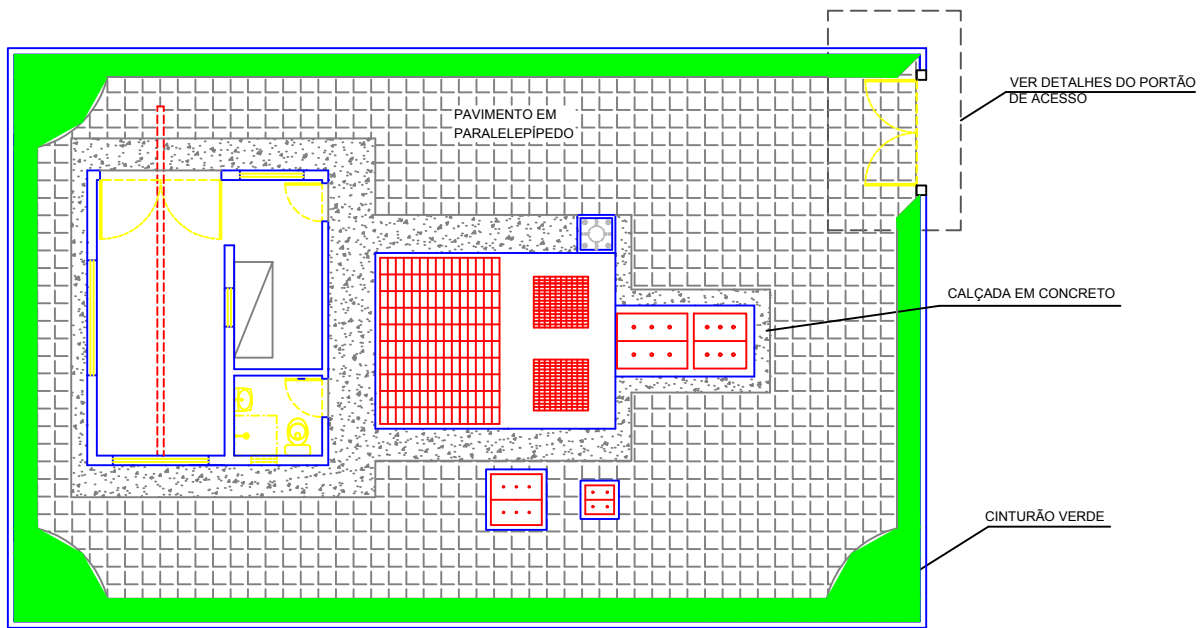 PAVIMENTO EM
PARALELEPÍPEDO
VER DETALHES DO PORTÃO
DE ACESSO
CALÇADA EM CONCRETO
CINTURÃO VERDE